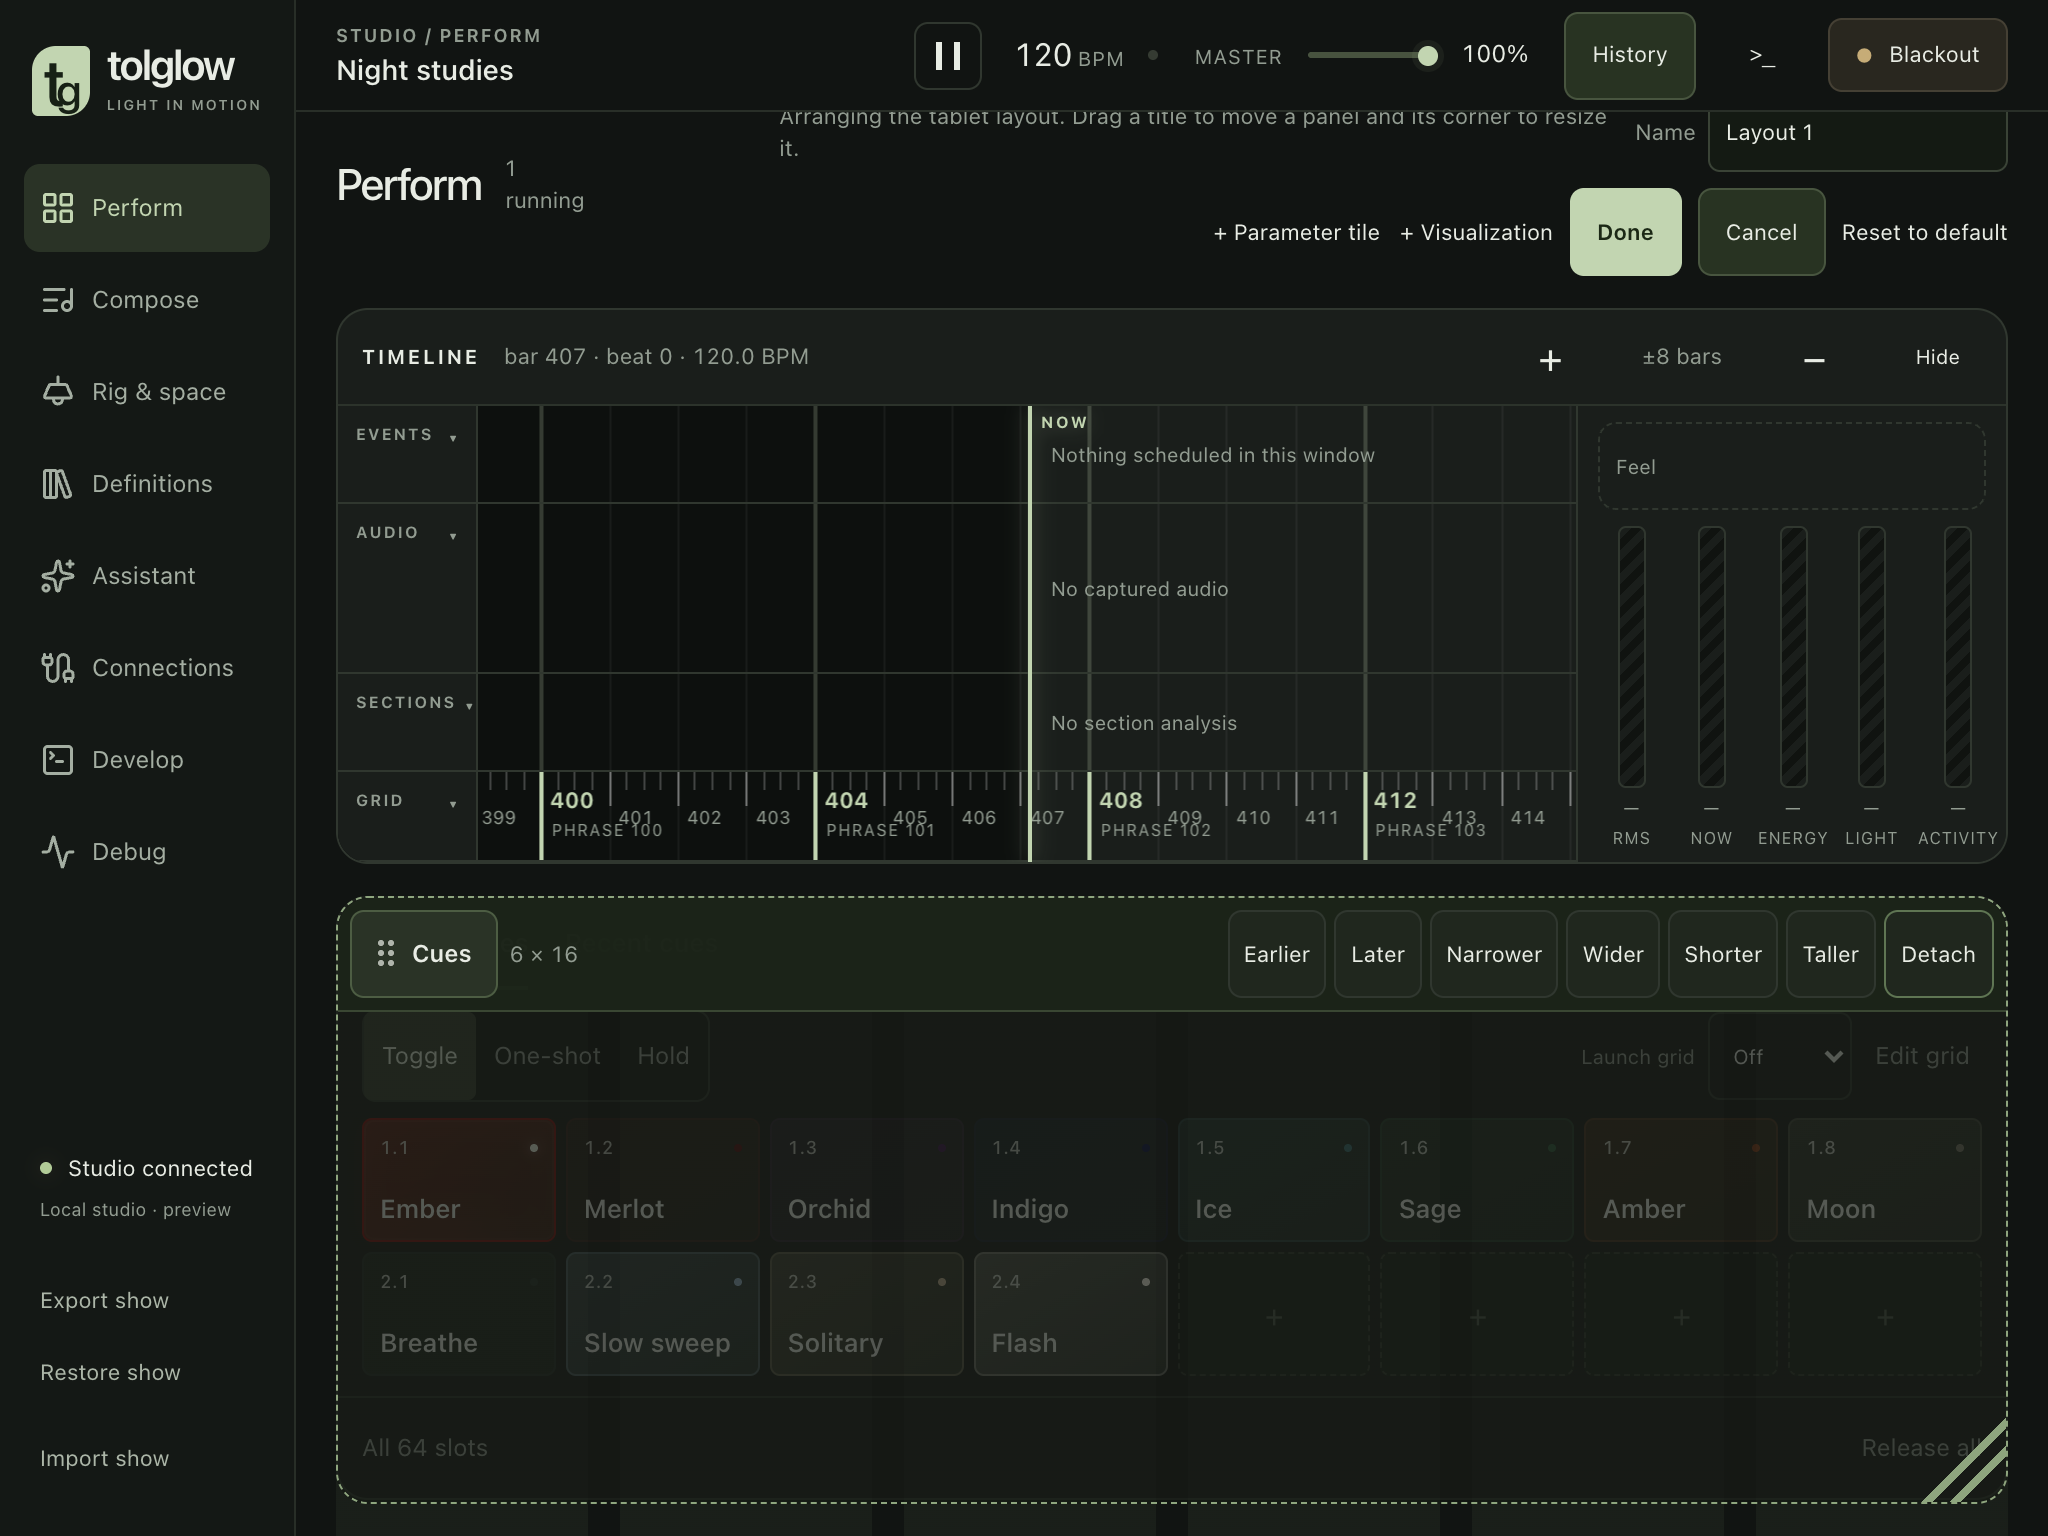 tg tolglow
LIGHT IN MOTION
Perform
Compose
Rig & space
Definitions
Assistant
Connections
Develop
Debug
Studio connected
Local studio · preview
Export show
Restore show
Import show
STUDIO / PERFORM
Night studies
120 BPM
MASTER
100%
History
>_
Blackout
Perform
1
running
Arranging the tablet layout. Drag a title to move a panel and its corner to resize
it.
Name
Layout 1
+ Parameter tile
+ Visualization
Done
Cancel
Reset to default
TIMELINE
bar 407 · beat 0 · 120.0 BPM
+
±8 bars
−
Hide
EVENTS
NOW
Nothing scheduled in this window
AUDIO
No captured audio
SECTIONS
No section analysis
GRID
399
400
PHRASE 100
401
402
403
404
PHRASE 101
405
406
407
408
PHRASE 102
409
410
411
412
PHRASE 103
413
414
Feel
– – – – –
RMS NOW ENERGY LIGHT ACTIVITY
Cues
6 × 16
Earlier
Later
Narrower
Wider
Shorter
Taller
Detach
Toggle
One-shot
Hold
Launch grid
Off
Edit grid
1.1
Ember
1.2
Merlot
1.3
Orchid
1.4
Indigo
1.5
Ice
1.6
Sage
1.7
Amber
1.8
Moon
2.1
Breathe
2.2
Slow sweep
2.3
Solitary
2.4
Flash
+ + + +
All 64 slots
Release all